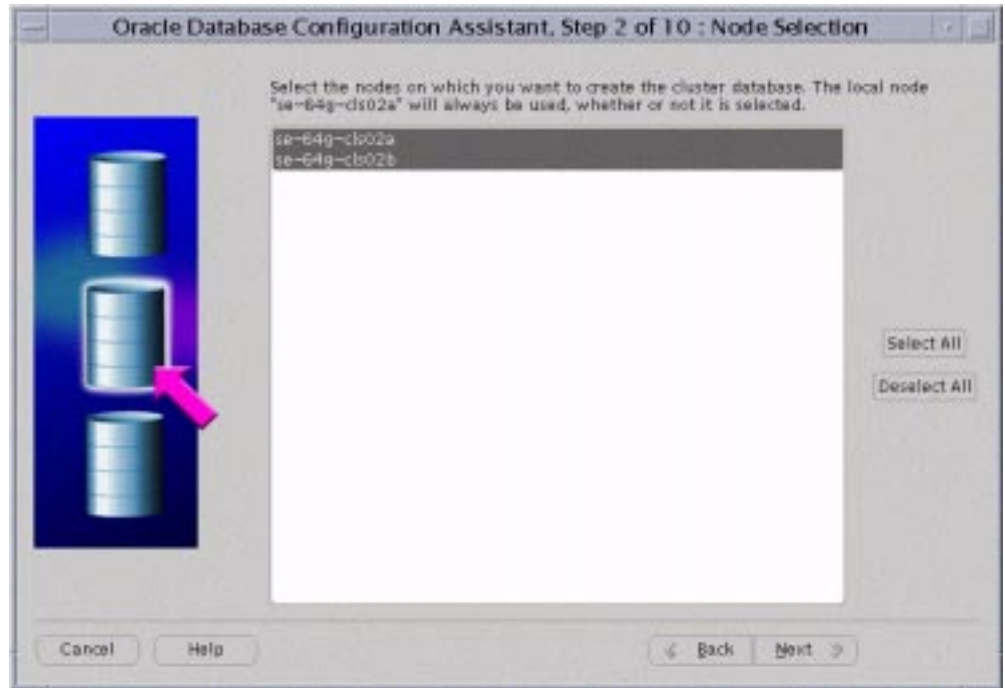 Oracle Database Configuration Assistant, Step 2 of 10 : Node Selection
Select the nodes on which you want to create the cluster database. The local node
"se-64g-cls02a" will always be used, whether or not it is selected.
se-64g-cls02a
se-64g-cls02b
Select All
Deselect All
Cancel
Help
Back
Next